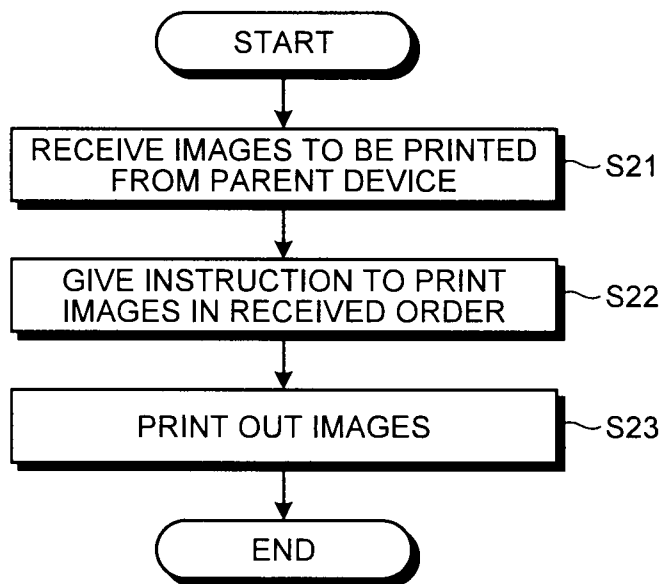 START
RECEIVE IMAGES TO BE PRINTED
FROM PARENT DEVICE
S21
GIVE INSTRUCTION TO PRINT
IMAGES IN RECEIVED ORDER
S22
PRINT OUT IMAGES
S23
END